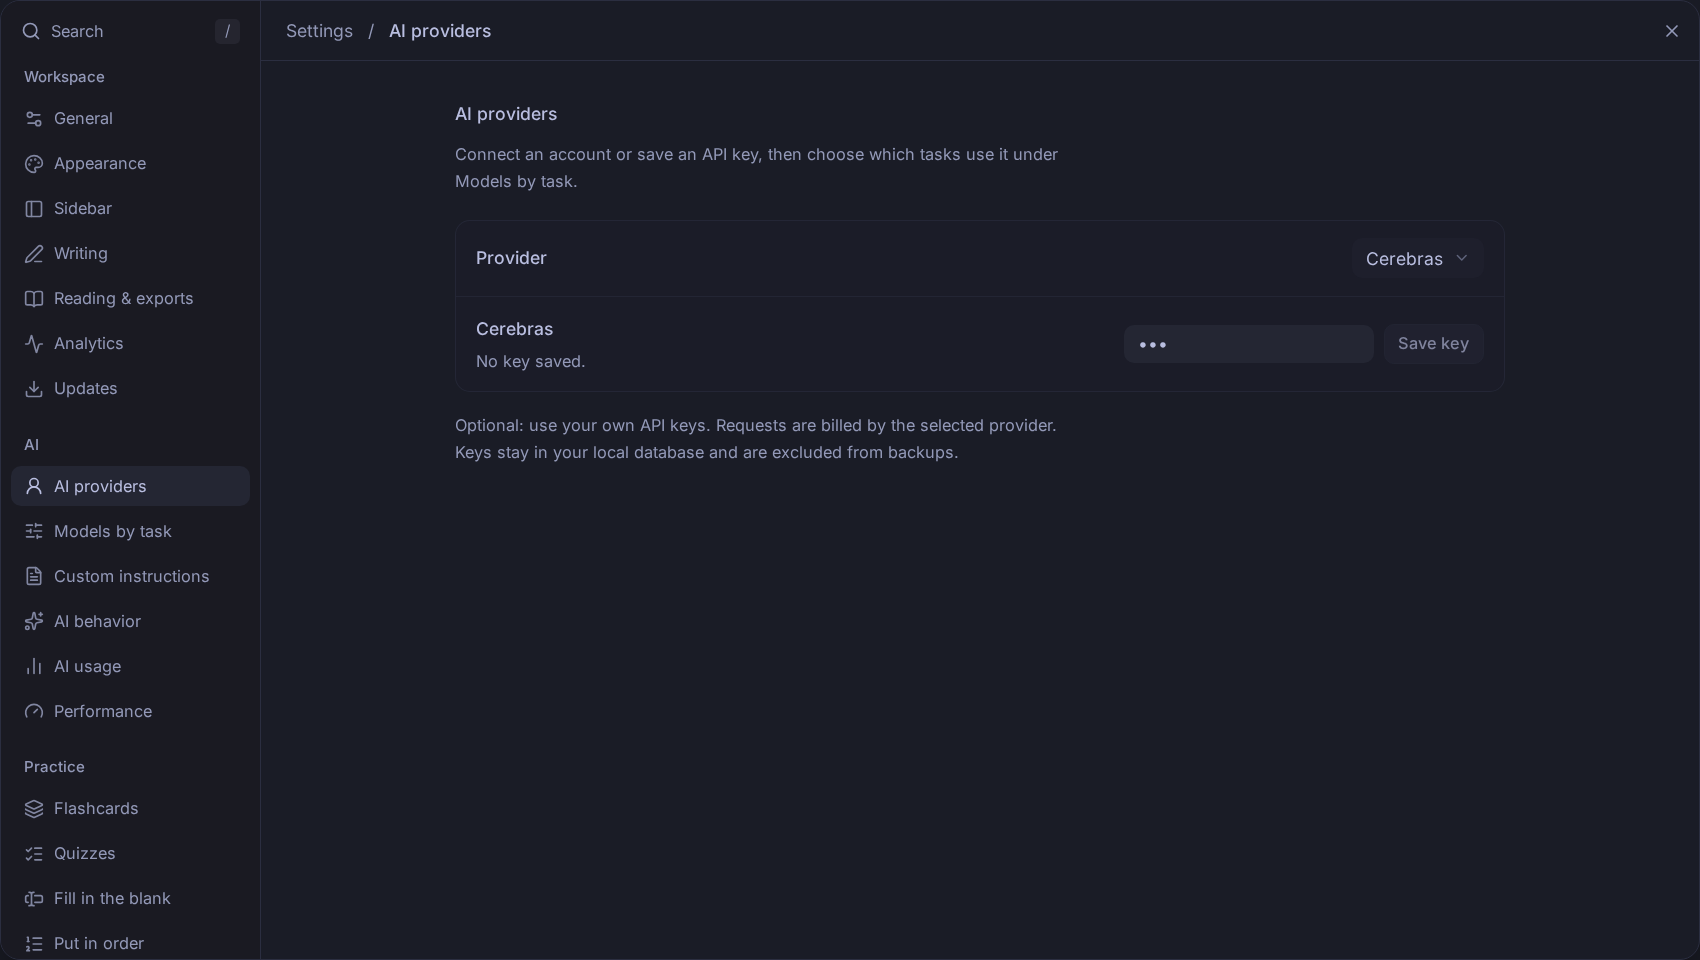 Search
/
Workspace
General
Appearance
Sidebar
Writing
Reading & exports
Analytics
Updates
AI
AI providers
Models by task
Custom instructions
AI behavior
AI usage
Performance
Practice
Flashcards
Quizzes
Fill in the blank
Put in order
Settings / AI providers
AI providers
Connect an account or save an API key, then choose which tasks use it under
Models by task.
Provider
Cerebras
Cerebras
No key saved.
•••
Save key
Optional: use your own API keys. Requests are billed by the selected provider.
Keys stay in your local database and are excluded from backups.